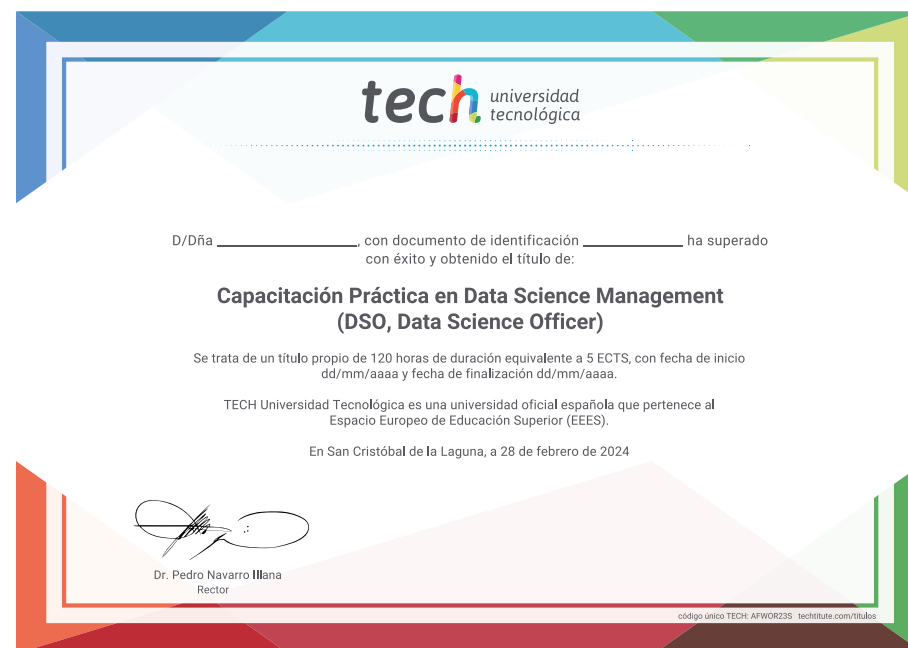 tech universidad
tecnológica
D/Dña ____________________, con documento de identificación ______________ ha superado
con éxito y obtenido el título de:
Capacitación Práctica en Data Science Management
(DSO, Data Science Officer)
Se trata de un título propio de 120 horas de duración equivalente a 5 ECTS, con fecha de inicio
dd/mm/aaaa y fecha de finalización dd/mm/aaaa.
TECH Universidad Tecnológica es una universidad oficial española que pertenece al
Espacio Europeo de Educación Superior (EEES).
En San Cristóbal de la Laguna, a 28 de febrero de 2024
Dr. Pedro Navarro Illana
Rector
código único TECH: AFWOR23S techtitute.com/titulos